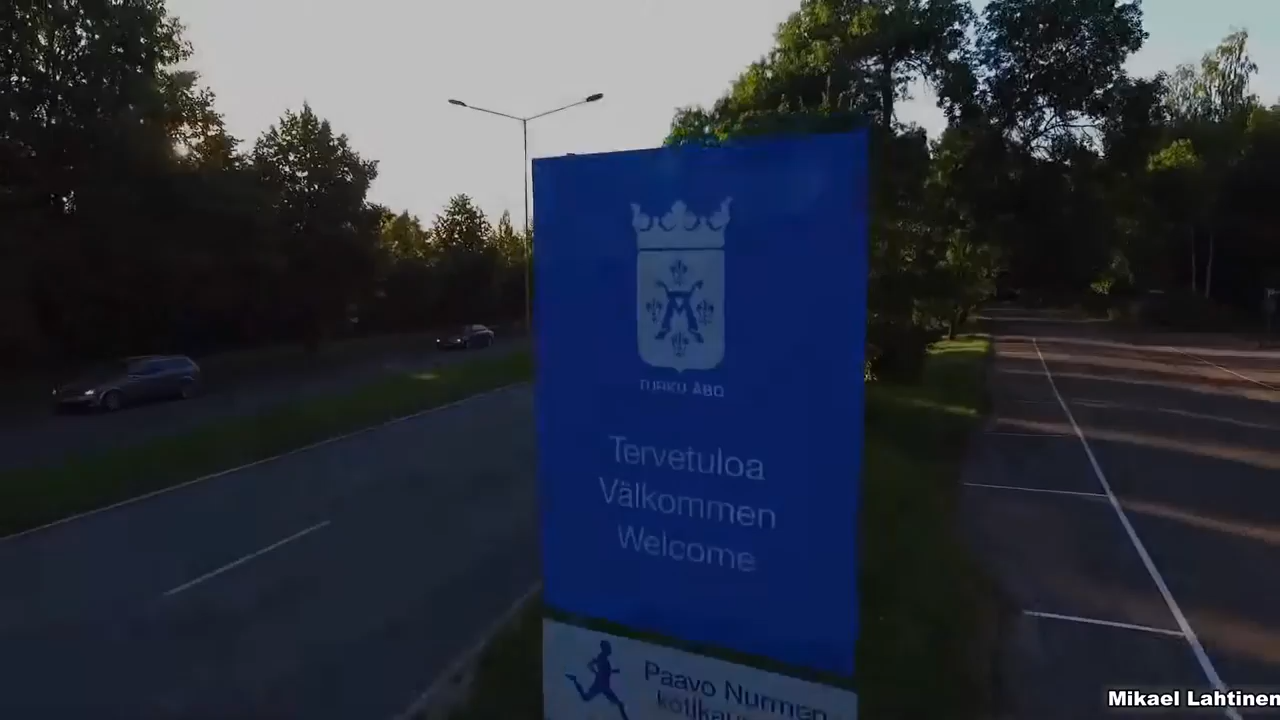 TURKU ÅBO
Tervetuloa
Välkommen
Welcome
Paavo Nurmen
Mikael Lahtinen